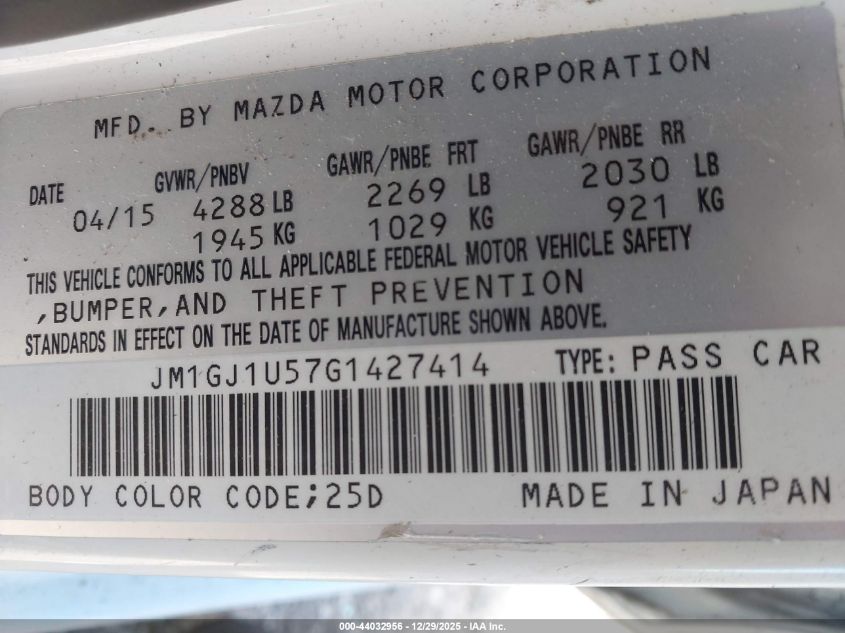 MFD. BY MAZDA MOTOR CORPORATION
DATE GVWR/PNBV GAWR/PNBE FRT GAWR/PNBE RR
04/15 4288 LB 2269 LB 2030 LB
1945 KG 1029 KG 921 KG
THIS VEHICLE CONFORMS TO ALL APPLICABLE FEDERAL MOTOR VEHICLE SAFETY
,BUMPER,AND THEFT PREVENTION
STANDARDS IN EFFECT ON THE DATE OF MANUFACTURE SHOWN ABOVE.
JM1GJ1U57G1427414 TYPE: PASS CAR
BODY COLOR CODE;25D MADE IN JAPAN
000-44032956 • 12/29/2025 - IAA Inc.